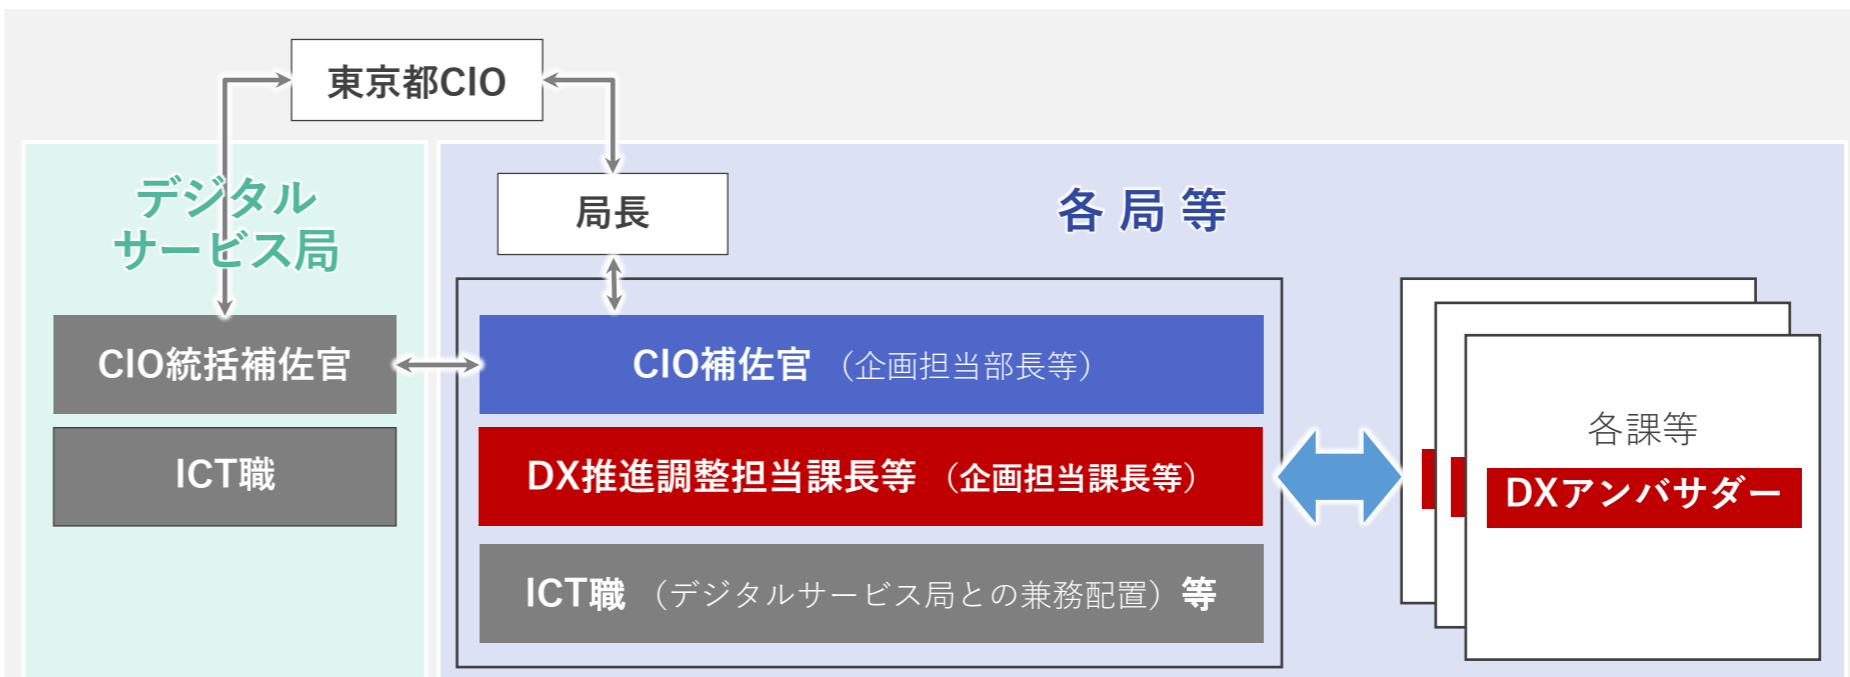 東京都CIO
デジタル
サービス局
CIO統括補佐官
ICT職
局長
各局等
CIO補佐官 （企画担当部長等）
DX推進調整担当課長等 （企画担当課長等）
ICT職 （デジタルサービス局との兼務配置）等
各課等
DXアンバサダー